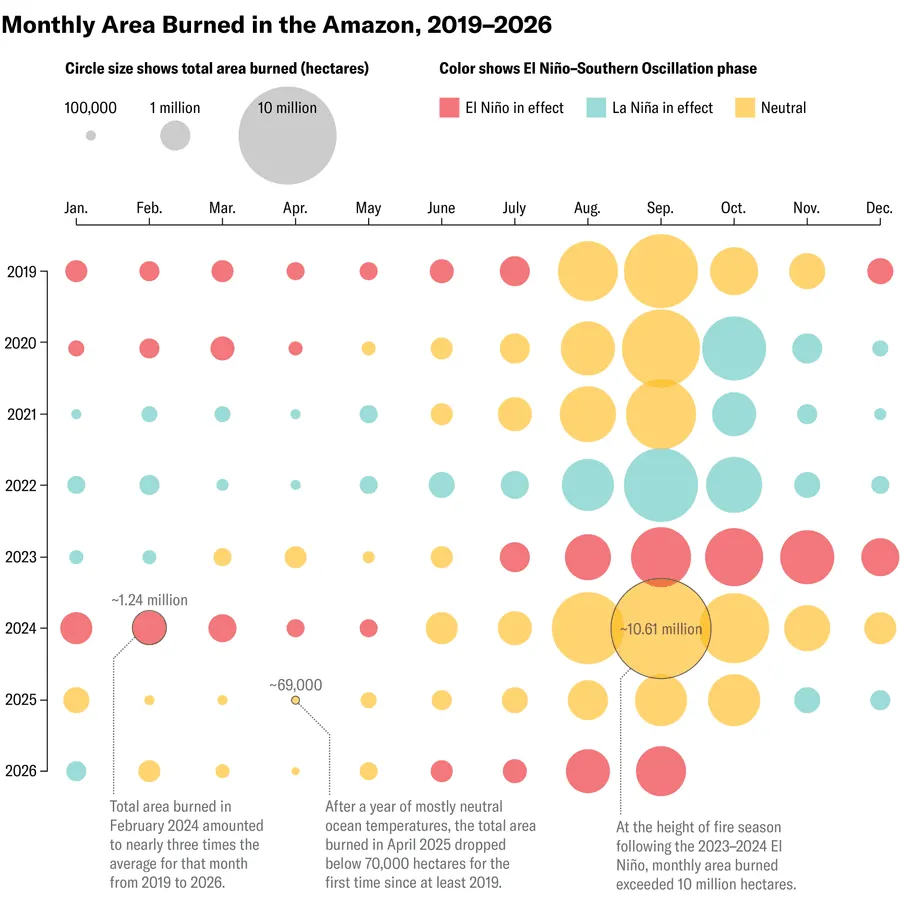 Monthly Area Burned in the Amazon, 2019–2026
Circle size shows total area burned (hectares)
100,000 1 million 10 million
Color shows El Niño–Southern Oscillation phase
El Niño in effect La Niña in effect Neutral
Jan. Feb. Mar. Apr. May June July Aug. Sep. Oct. Nov. Dec.
2019
2020
2021
2022
2023
~1.24 million
2024
~10.61 million
~69,000
2025
2026
Total area burned in
February 2024 amounted
to nearly three times the
average for that month
from 2019 to 2026.
After a year of mostly neutral
ocean temperatures, the total area
burned in April 2025 dropped
below 70,000 hectares for the
first time since at least 2019.
At the height of fire season
following the 2023–2024 El
Niño, monthly area burned
exceeded 10 million hectares.